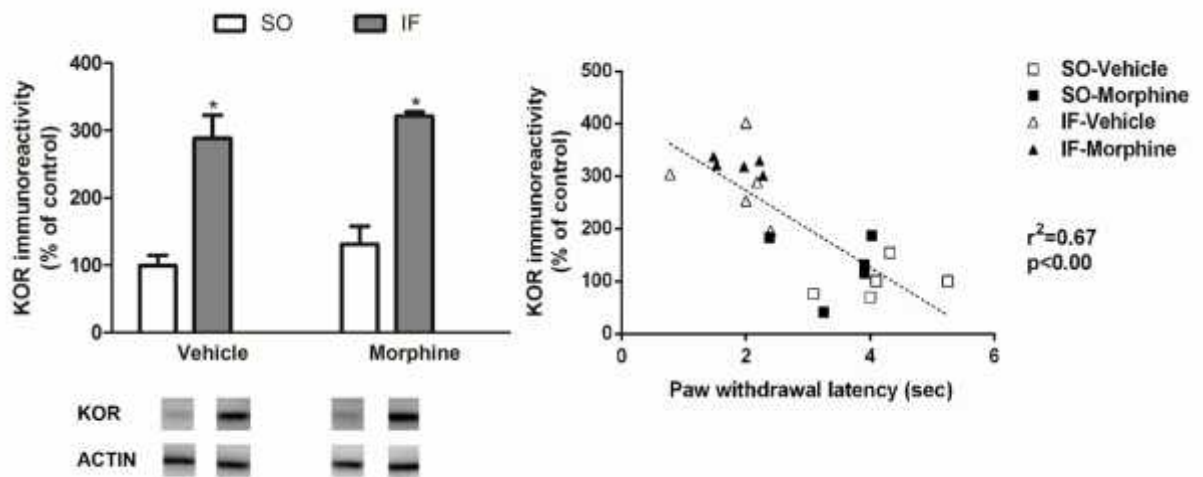 SO IF
KOR immunoreactivity
(% of control)
400
300
200
100
0
Vehicle Morphine
KOR
ACTIN
KOR immunoreactivity
(% of control)
500
400
300
200
100
0
0 2 4 6
Paw withdrawal latency (sec)
SO-Vehicle
SO-Morphine
IF-Vehicle
IF-Morphine
r²=0.67
p<0.00
* *